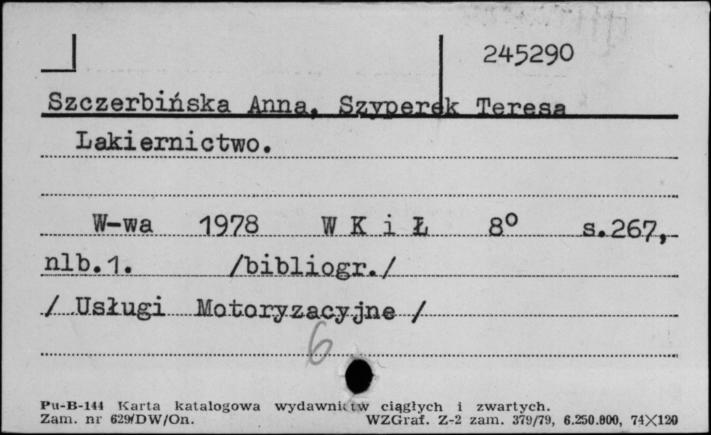 245290
Szczerbińska Anna, Szyperek Teresa
Lakiernictwo.
W-wa 1978 W K i Ł 8° s.267,
nlb.1. /bibliogr./
/ Usługi Motoryzacyjne /
6
Pu-B-144 Karta katalogowa wydawnictw ciągłych i zwartych.
Zam. nr 629/DW/On. WZGraf. Z-2 zam. 379/79, 6.250.000, 74X120